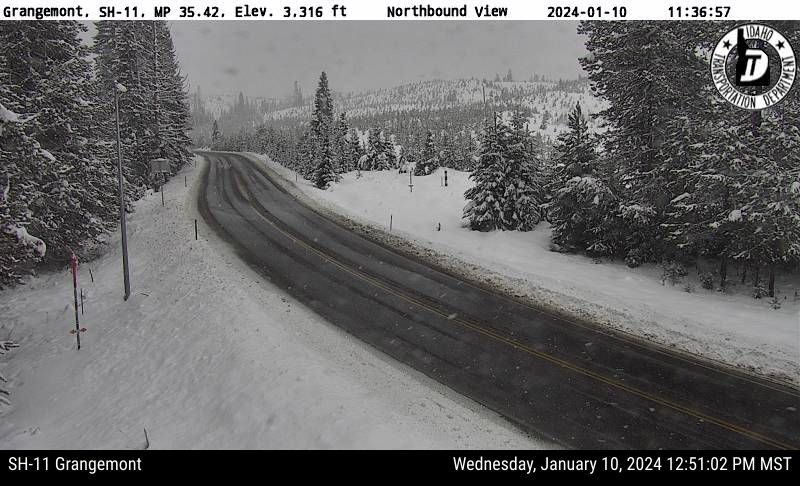 Grangemont, SH-11, MP 35.42, Elev. 3,316 ft Northbound View 2024-01-10 11:36:57
IDAHO
TRANSPORTATION DEPARTMENT
SH-11 Grangemont Wednesday, January 10, 2024 12:51:02 PM MST